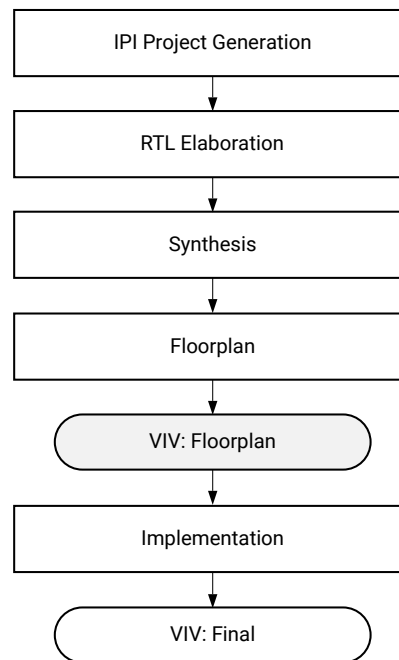 IPI Project Generation
RTL Elaboration
Synthesis
Floorplan
VIV: Floorplan
Implementation
VIV: Final